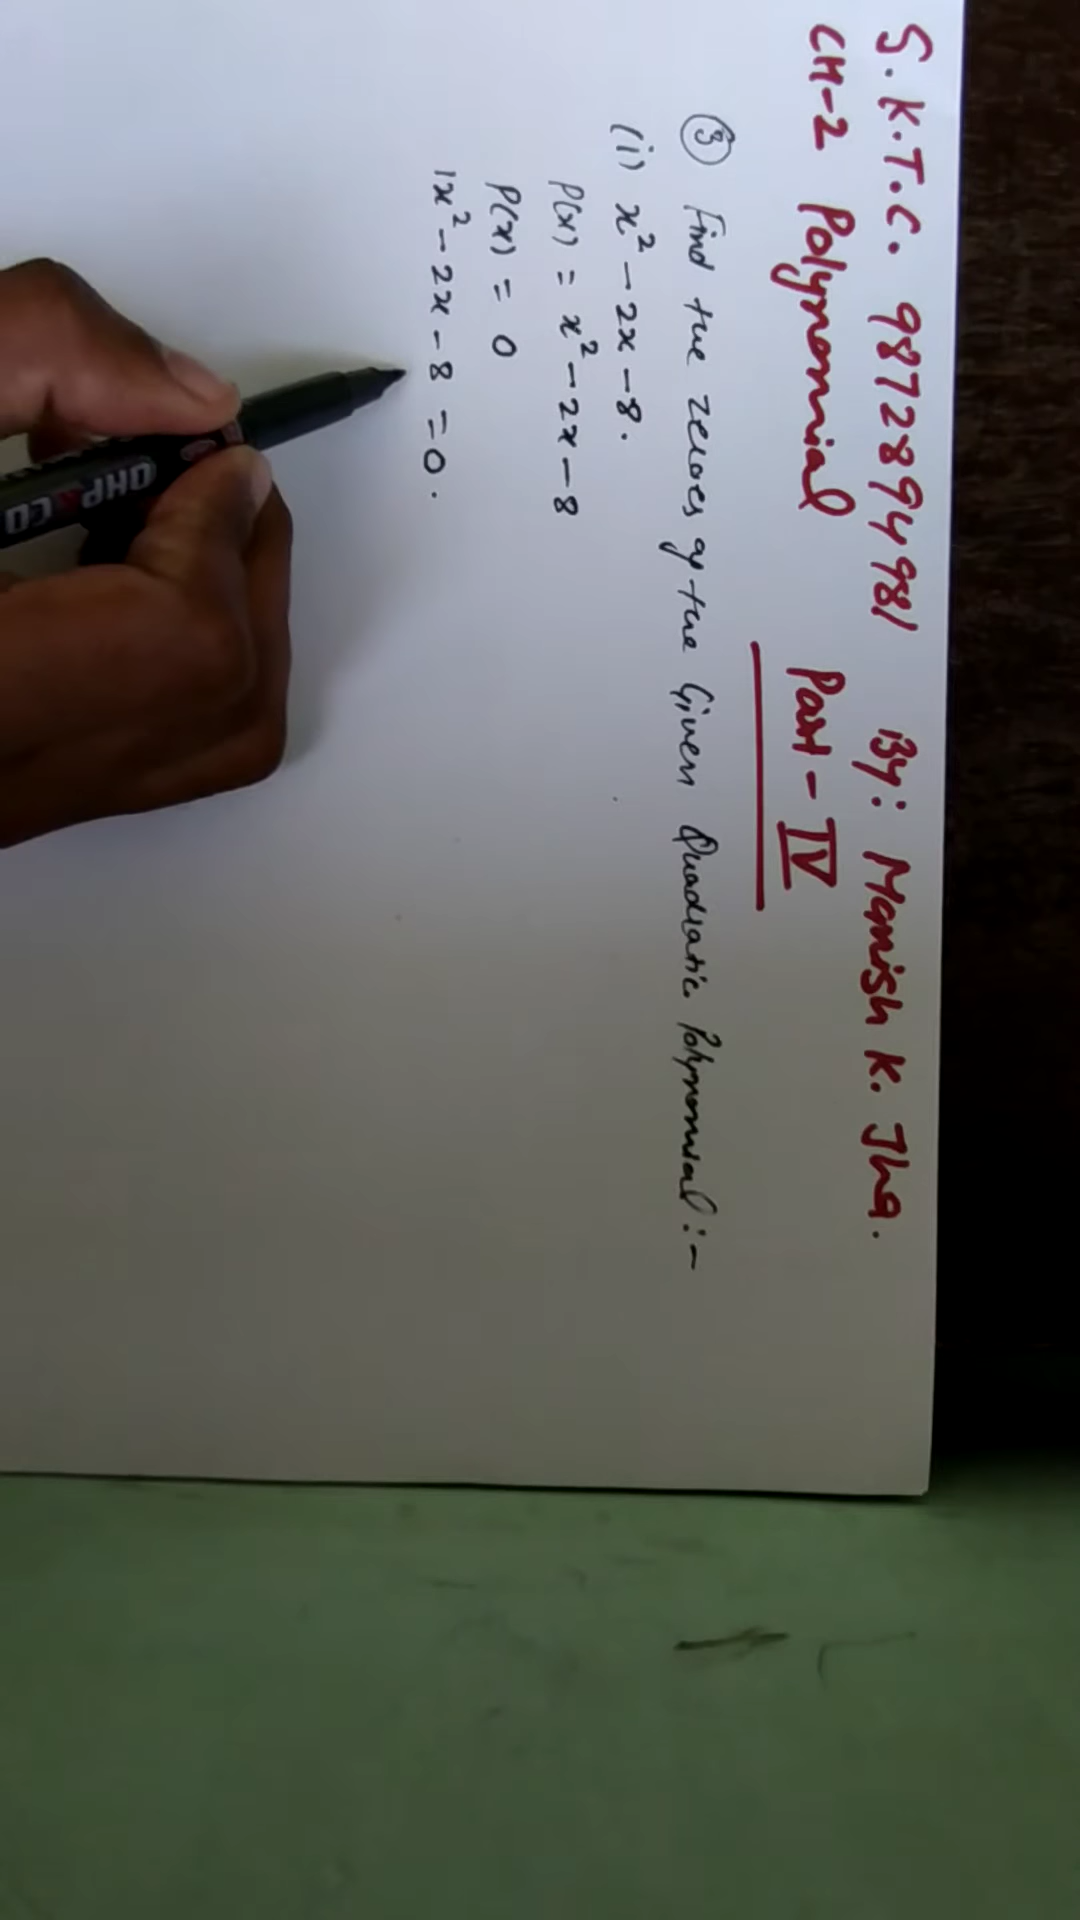 S.K.T.C. 9872894981 By: Manish K. Jha.
CH-2 Polynomial Part-IV
③ Find the zeroes of the Given Quadratic Polynomial:-
(i) x² - 2x - 8.
P(x) = x² - 2x - 8
P(x) = 0
1x² - 2x - 8 = 0.
OHP